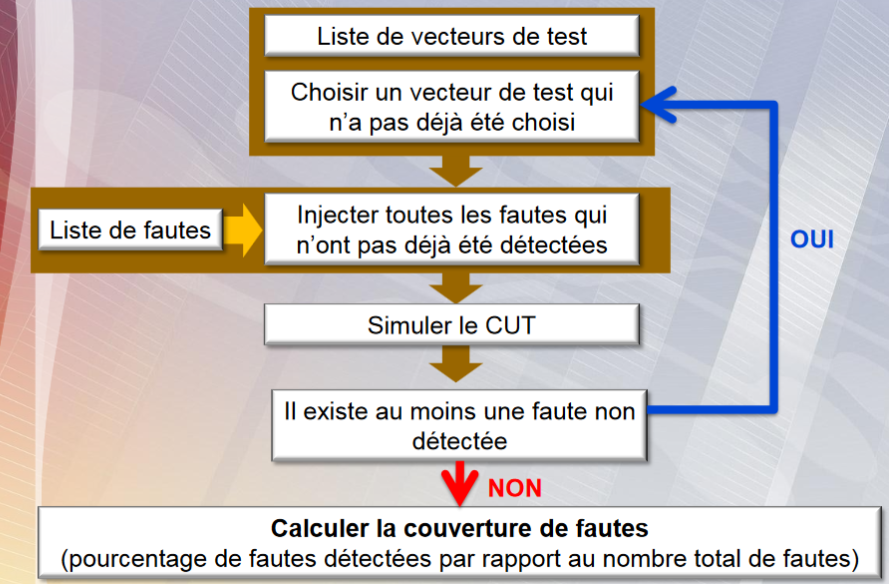 Liste de vecteurs de test
Choisir un vecteur de test qui
n'a pas déjà été choisi
Liste de fautes
Injecter toutes les fautes qui
n'ont pas déjà été détectées
OUI
Simuler le CUT
Il existe au moins une faute non
détectée
NON
Calculer la couverture de fautes
(pourcentage de fautes détectées par rapport au nombre total de fautes)